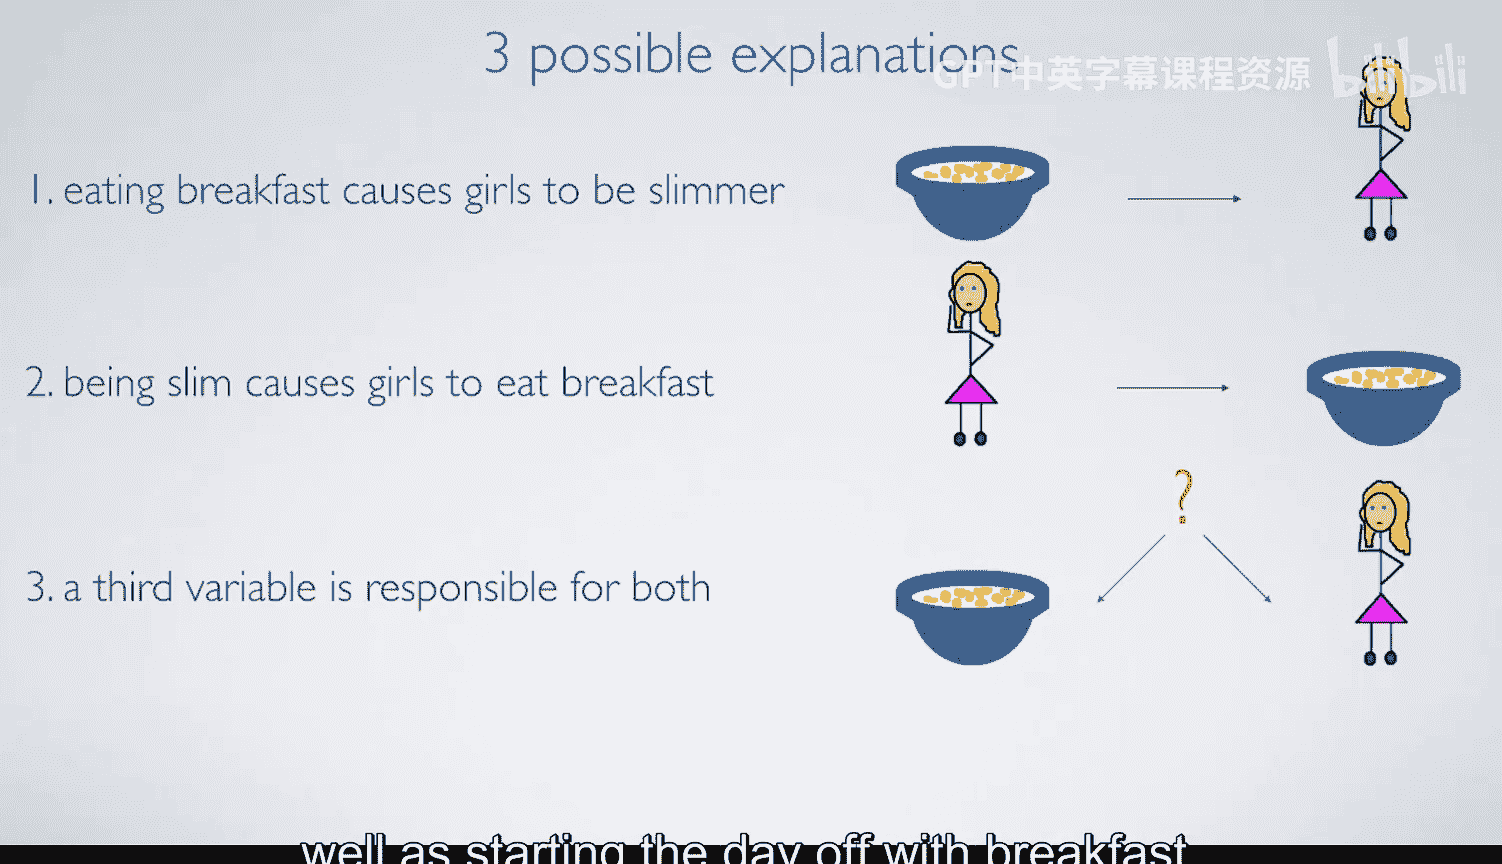 3 possible explanations
GPT中英字幕课程资源
bilibili
1. eating breakfast causes girls to be slimmer
2. being slim causes girls to eat breakfast
?
3. a third variable is responsible for both
well as starting the day off with breakfast